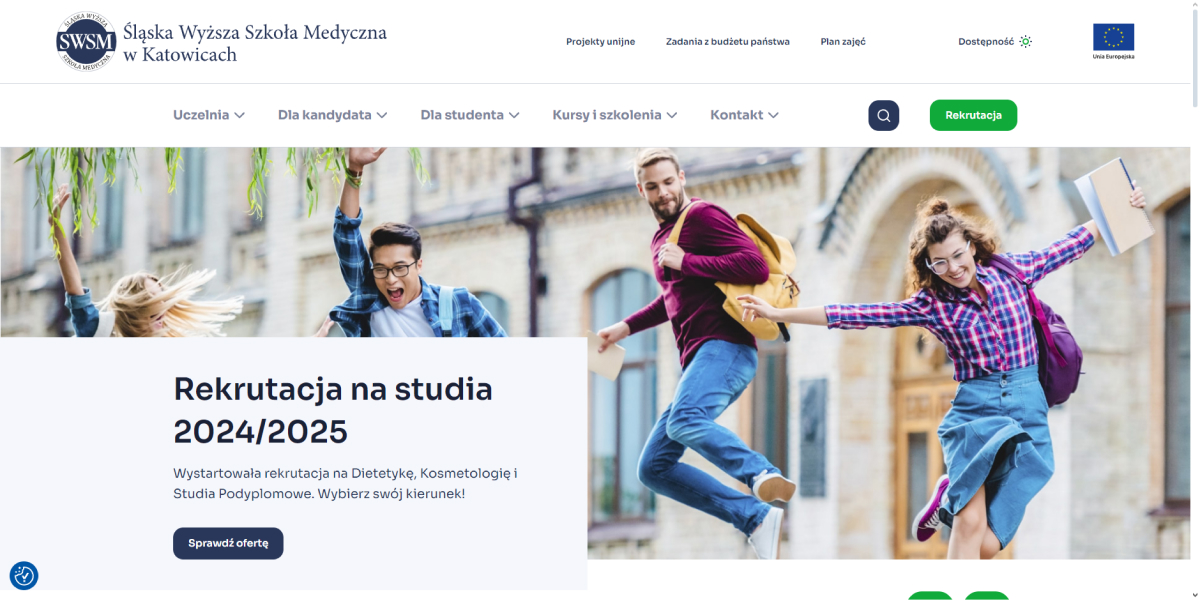 ŚLĄSKA WYŻSZA
SWSM
SZKOŁA MEDYCZNA
Śląska Wyższa Szkoła Medyczna
w Katowicach
Projekty unijne
Zadania z budżetu państwa
Plan zajęć
Dostępność
Unia Europejska
Uczelnia
Dla kandydata
Dla studenta
Kursy i szkolenia
Kontakt
Rekrutacja
Rekrutacja na studia
2024/2025
Wystartowała rekrutacja na Dietetykę, Kosmetologię i
Studia Podyplomowe. Wybierz swój kierunek!
Sprawdź ofertę